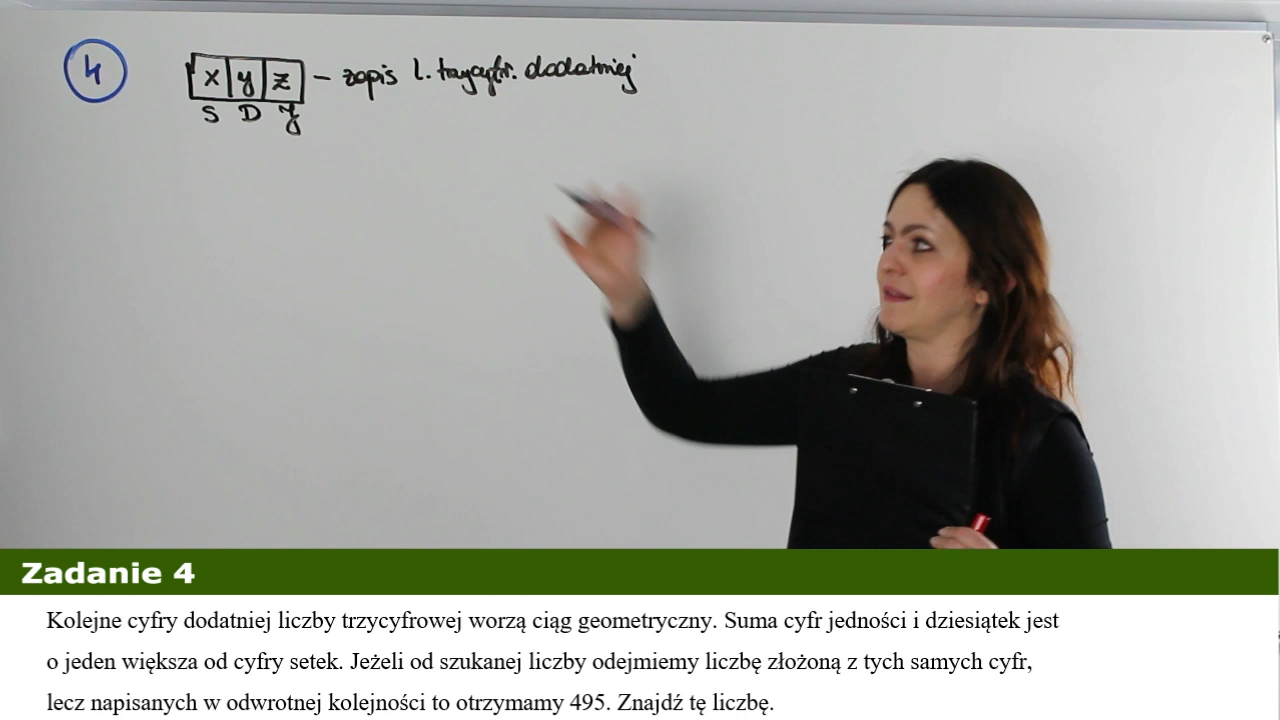 4
x y z – zapis l. trzycyfr. dodatniej
S D J
Zadanie 4
Kolejne cyfry dodatniej liczby trzycyfrowej worzą ciąg geometryczny. Suma cyfr jedności i dziesiątek jest
o jeden większa od cyfry setek. Jeżeli od szukanej liczby odejmiemy liczbę złożoną z tych samych cyfr,
lecz napisanych w odwrotnej kolejności to otrzymamy 495. Znajdź tę liczbę.